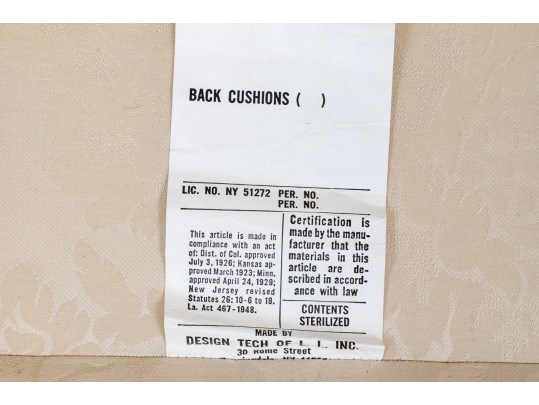 BACK CUSHIONS ( )
LIC. NO. NY 51272 PER. NO.
PER. NO.
This article is made in
compliance with an act
of: Dist. of Col. approved
July 3, 1926; Kansas ap-
proved March 1923; Minn.
approved April 24, 1929;
New Jersey revised
Statutes 26: 10-6 to 18.
La. Act 467-1948.
Certification is
made by the manu-
facturer that the
materials in this
article are de-
scribed in accord-
ance with law
CONTENTS
STERILIZED
MADE BY
DESIGN TECH OF L. I. INC.
30 Rome Street
NY